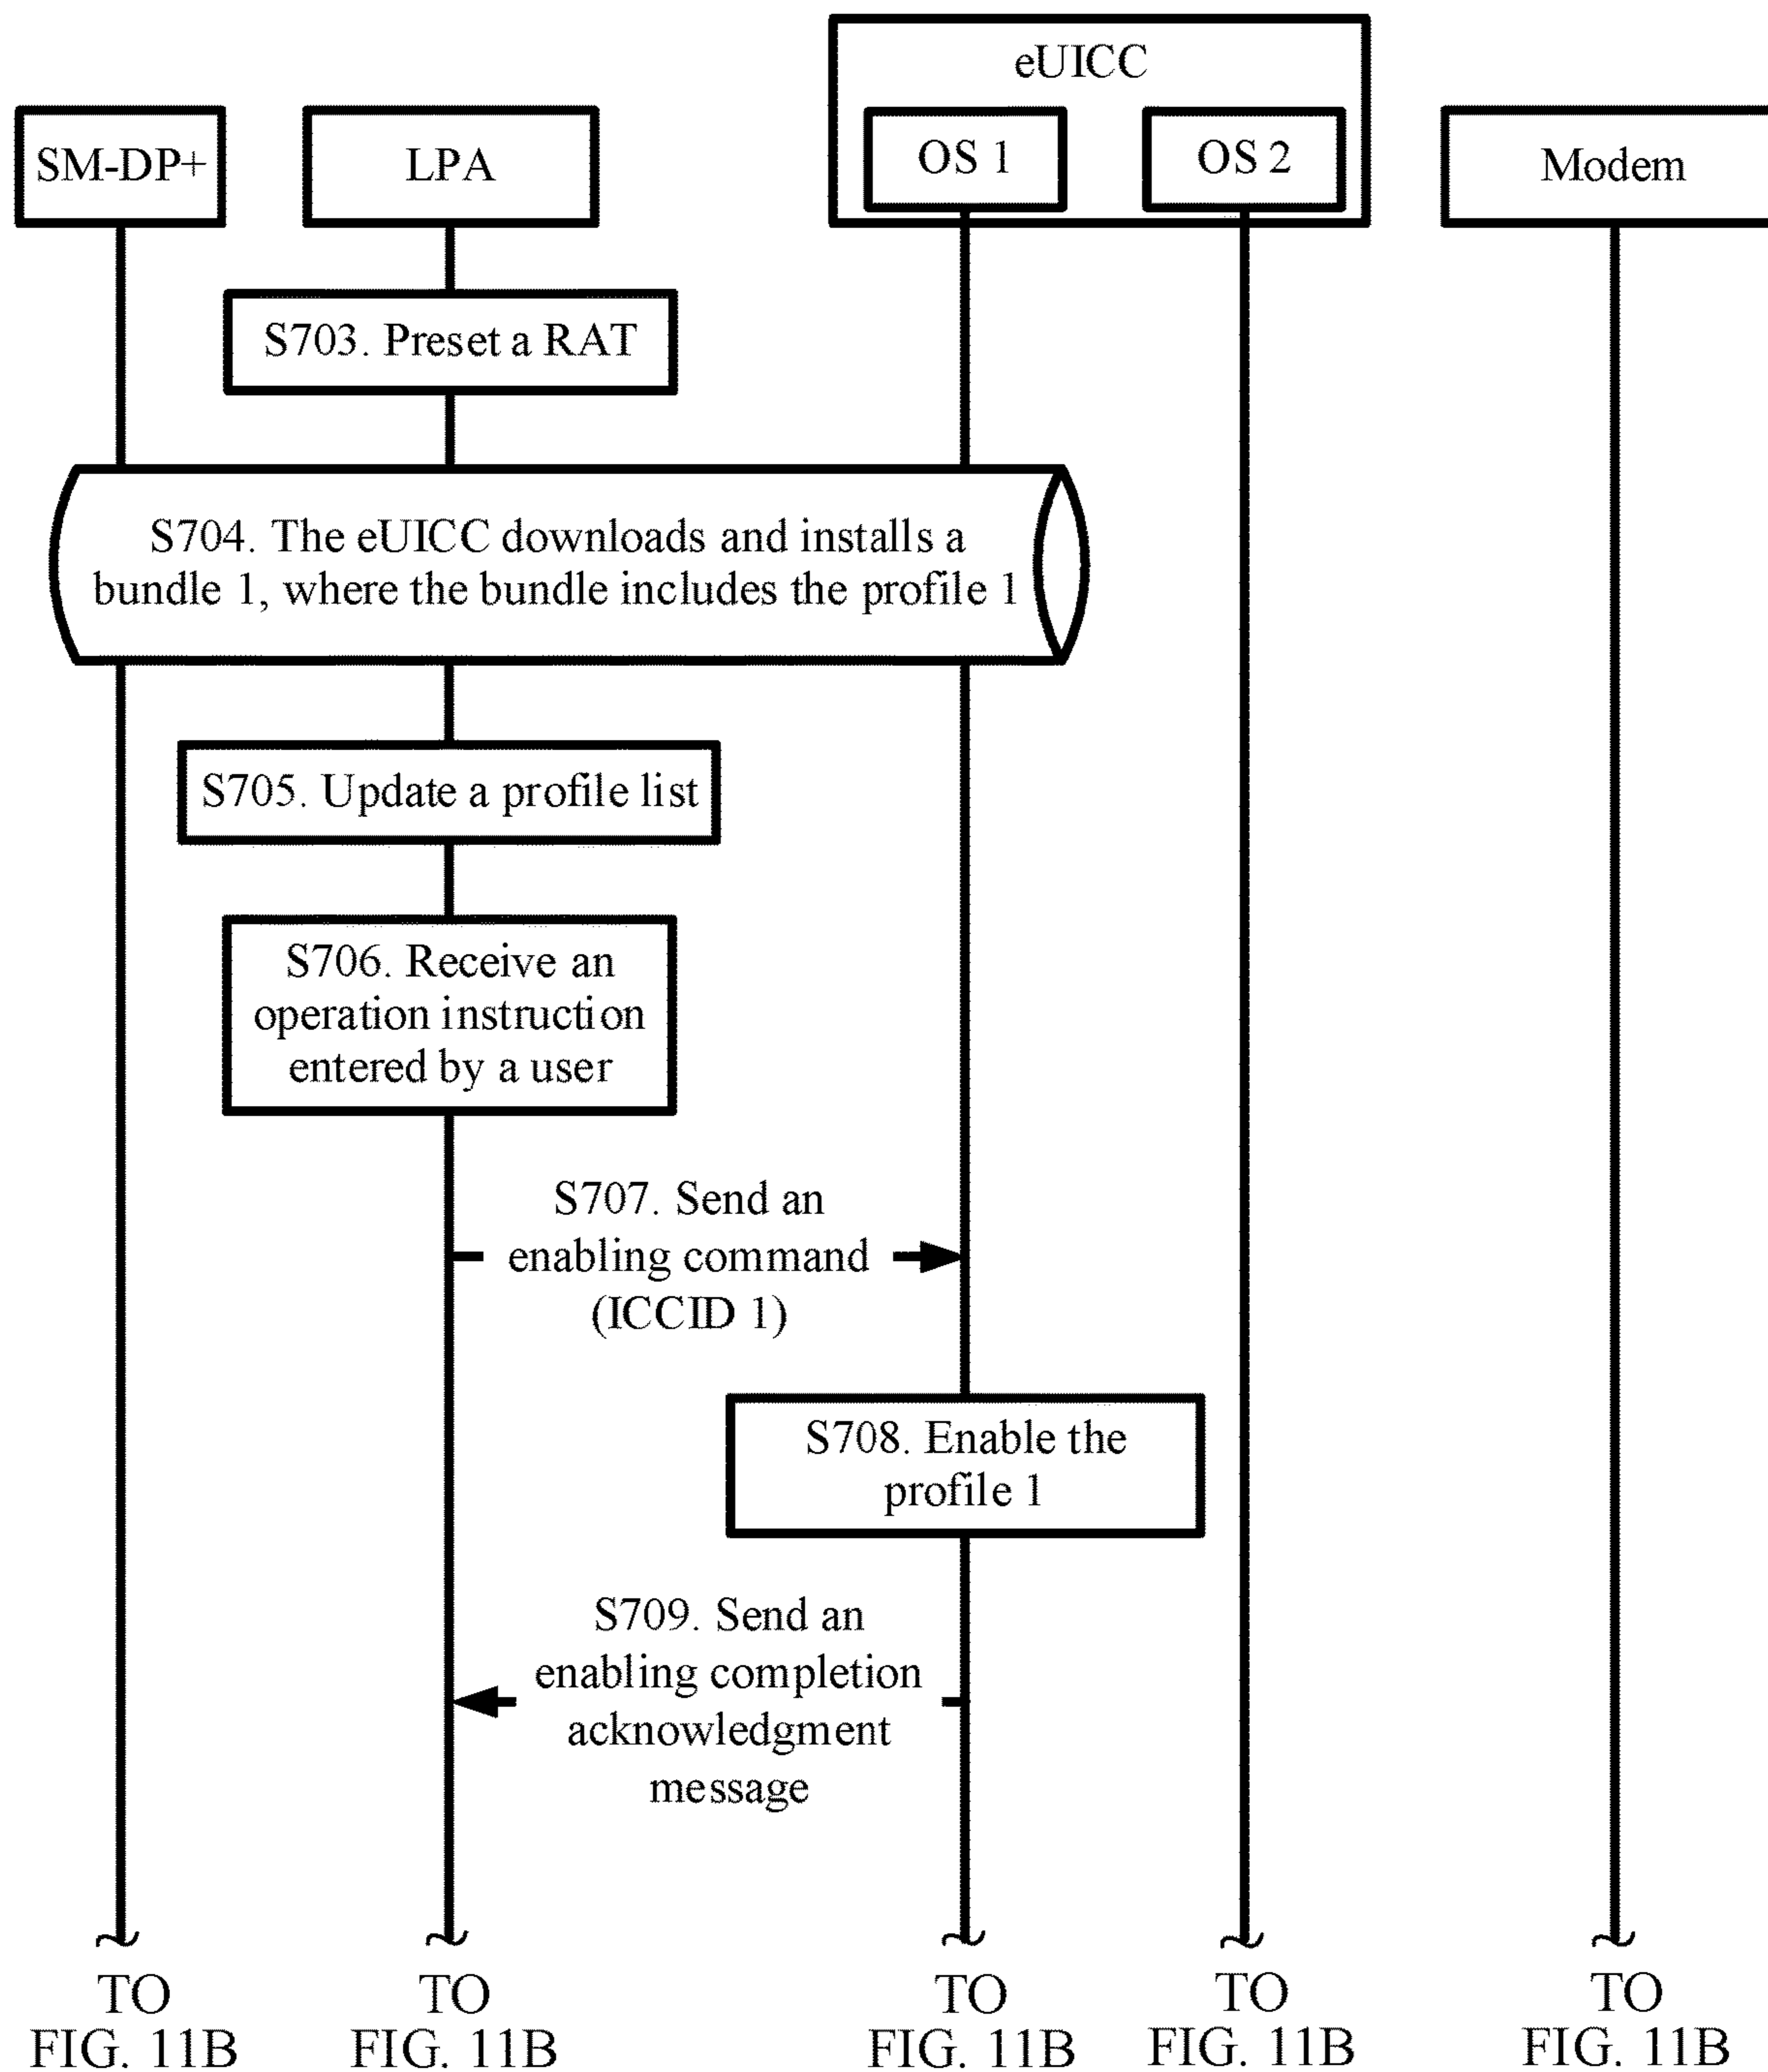 eUICC
SM-DP+
LPA
OS 1
OS 2
Modem
S703. Preset a RAT
S704. The eUICC downloads and installs a
bundle 1, where the bundle includes the profile 1
S705. Update a profile list
S706. Receive an
operation instruction
entered by a user
S707. Send an
enabling command
(ICCID 1)
S708. Enable the
profile 1
S709. Send an
enabling completion
acknowledgment
message
TO
FIG. 11B
TO
FIG. 11B
TO
FIG. 11B
TO
FIG. 11B
TO
FIG. 11B